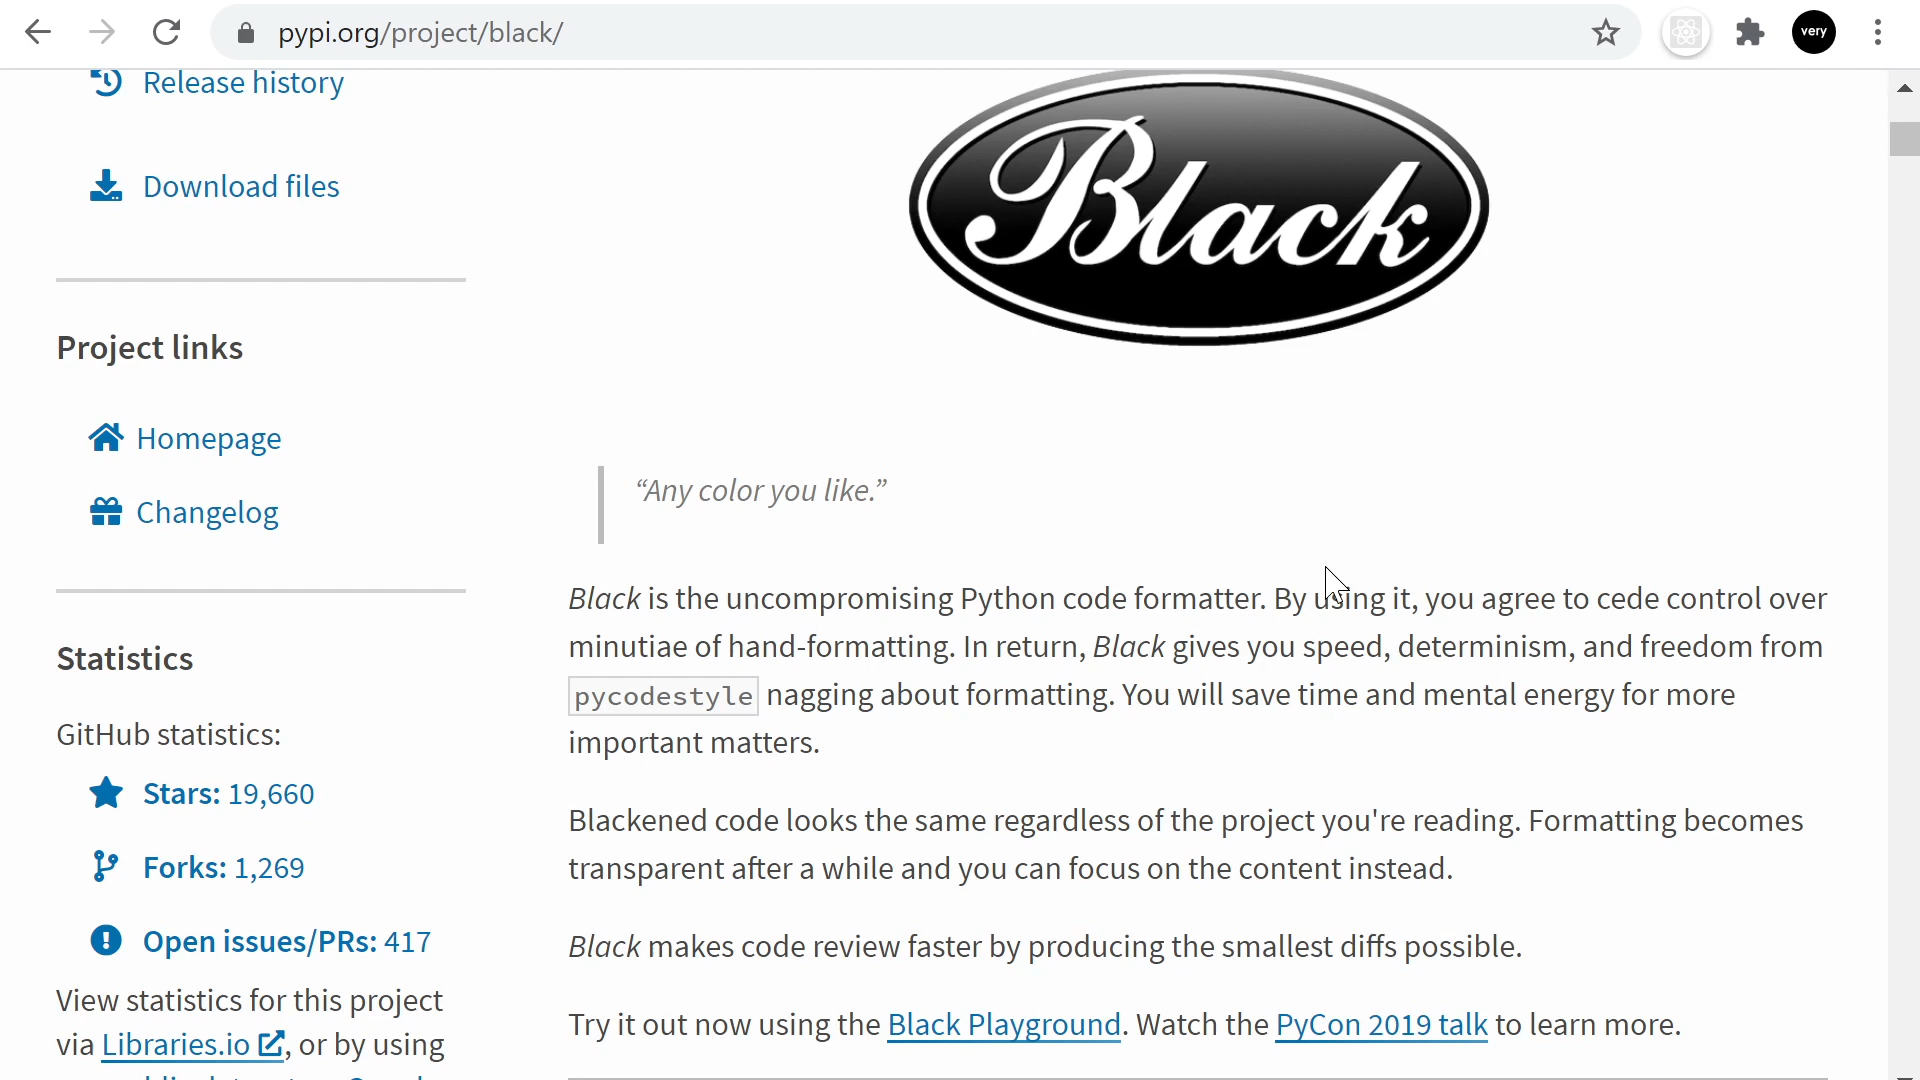 pypi.org/project/black/
very
Release history
Download files
Project links
Homepage
Changelog
Statistics
GitHub statistics:
Stars: 19,660
Forks: 1,269
Open issues/PRs: 417
View statistics for this project
via Libraries.io, or by using
Black
“Any color you like.”
Black is the uncompromising Python code formatter. By using it, you agree to cede control over
minutiae of hand-formatting. In return, Black gives you speed, determinism, and freedom from
pycodestyle nagging about formatting. You will save time and mental energy for more
important matters.
Blackened code looks the same regardless of the project you're reading. Formatting becomes
transparent after a while and you can focus on the content instead.
Black makes code review faster by producing the smallest diffs possible.
Try it out now using the Black Playground. Watch the PyCon 2019 talk to learn more.